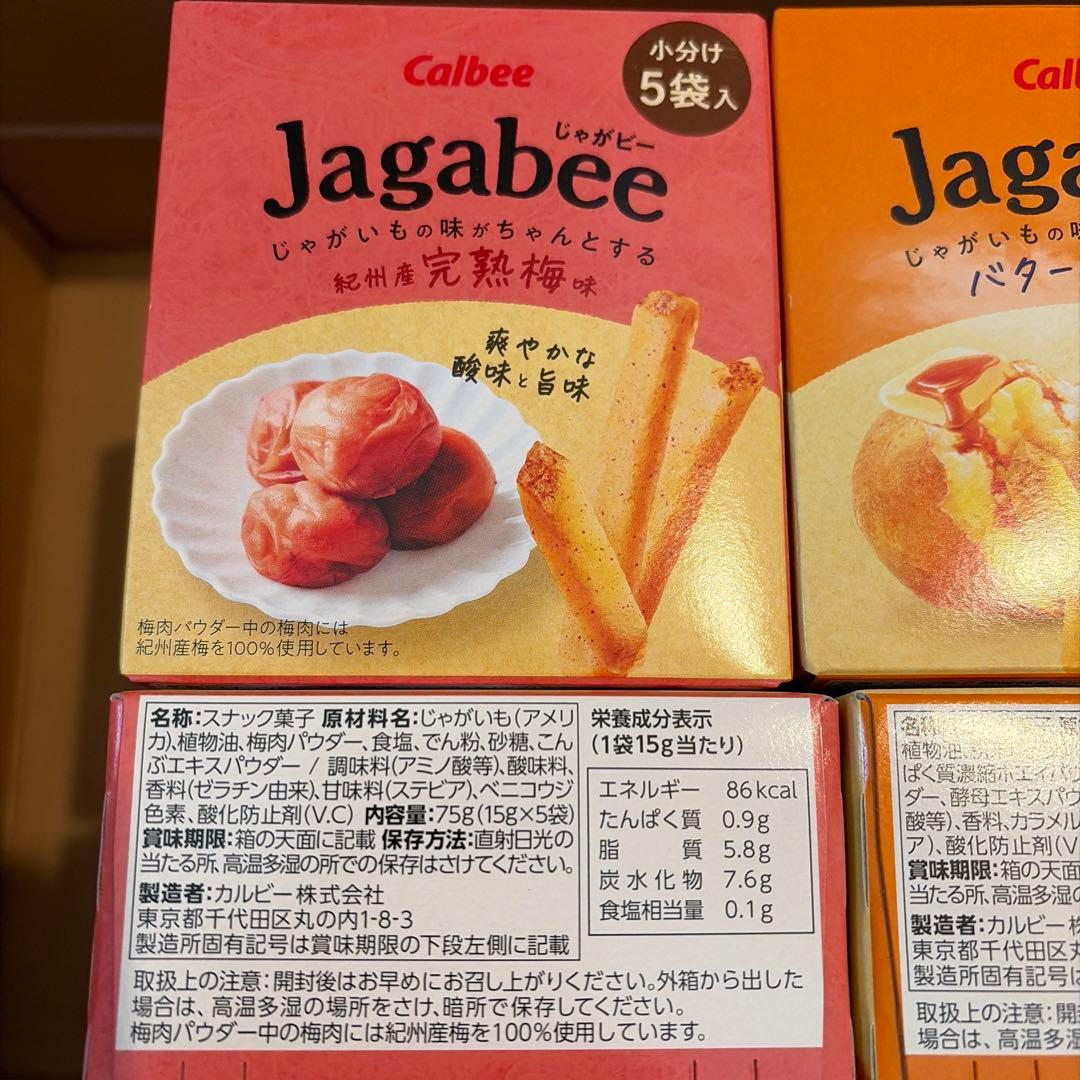 Calbee
小分け
5袋入
じゃがビー
Jagabee
じゃがいもの味がちゃんとする
紀州産完熟梅味
爽やかな
酸味と旨味
梅肉パウダー中の梅肉には
紀州産梅を100%使用しています。
名称:スナック菓子 原材料名:じゃがいも(アメリ
カ)、植物油、梅肉パウダー、食塩、でん粉、砂糖、こん
ぶエキスパウダー / 調味料(アミノ酸等)、酸味料、
香料(ゼラチン由来)、甘味料(ステビア)、ベニコウジ
色素、酸化防止剤(V.C) 内容量:75g(15g×5袋)
賞味期限:箱の天面に記載 保存方法:直射日光の
当たる所、高温多湿の所での保存はさけてください。
製造者:カルビー株式会社
東京都千代田区丸の内1-8-3
製造所固有記号は賞味期限の下段左側に記載
栄養成分表示
(1袋15g当たり)
エネルギー 86kcal
たんぱく質 0.9g
脂質 5.8g
炭水化物 7.6g
食塩相当量 0.1g
取扱上の注意:開封後はお早めにお召し上がりください。外箱から出した
場合は、高温多湿の場所をさけ、暗所で保存してください。
梅肉パウダー中の梅肉には紀州産梅を100%使用しています。
Cal
Jaga
じゃがいもの味
バター
名称
植物油、
ぱく質濃縮ホエイパウ
ダー、酵母エキスパウ
酸等)、香料、カラメル
ア)、酸化防止剤(V
賞味期限:箱の天面
当たる所、高温多湿の
製造者:カルビー株
東京都千代田区丸
製造所固有記号は
取扱上の注意:開封
場合は、高温多湿